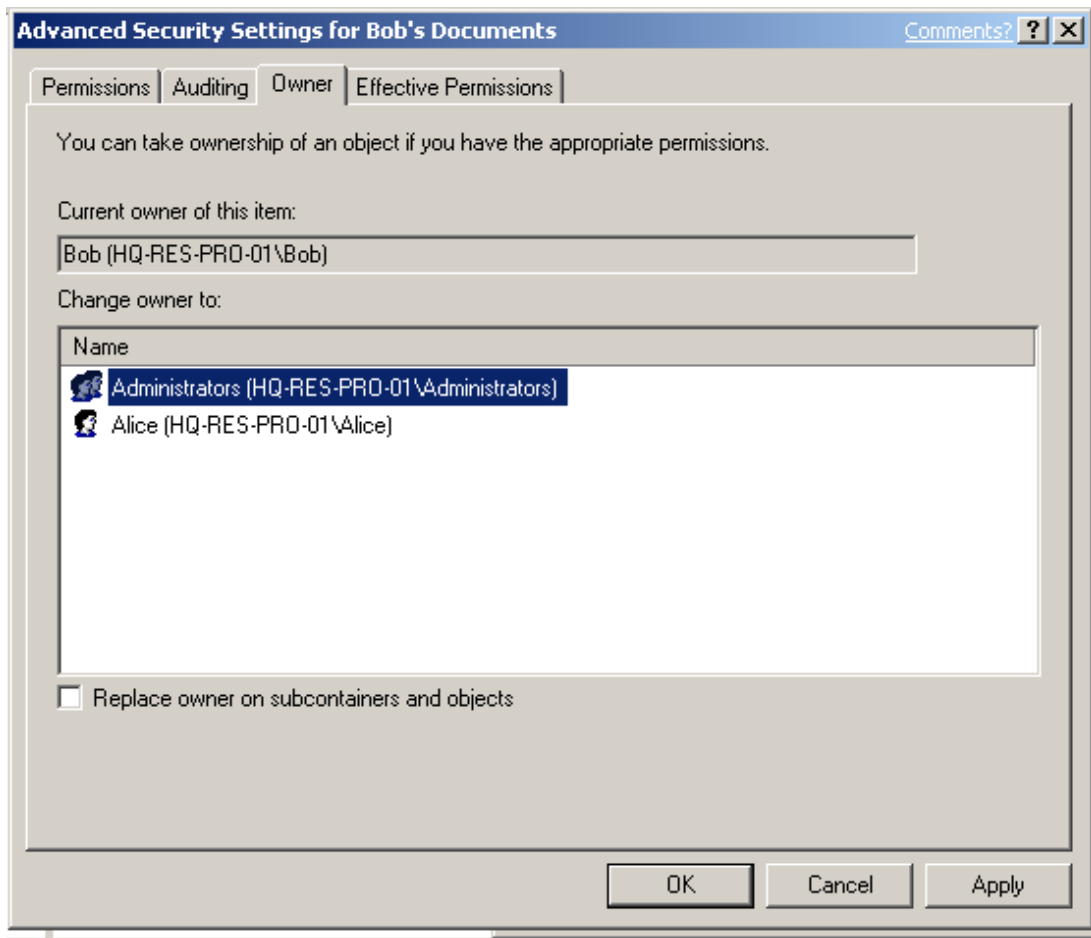 Advanced Security Settings for Bob's Documents Comments? ?
Permissions Auditing Owner Effective Permissions
You can take ownership of an object if you have the appropriate permissions.
Current owner of this item:
Bob (HQ-RES-PRO-01\Bob)
Change owner to:
Name
Administrators (HQ-RES-PRO-01\Administrators)
Alice (HQ-RES-PRO-01\Alice)
Replace owner on subcontainers and objects
OK Cancel Apply